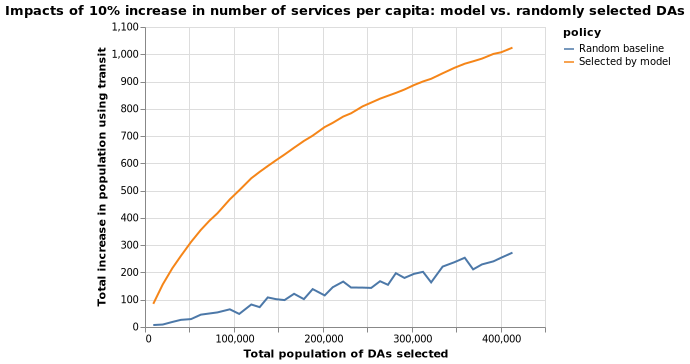 Impacts of 10% increase in number of services per capita: model vs. randomly selected DAs
policy
Random baseline
Selected by model
Total increase in population using transit
1,100
1,000
900
800
700
600
500
400
300
200
100
0
0 100,000 200,000 300,000 400,000
Total population of DAs selected